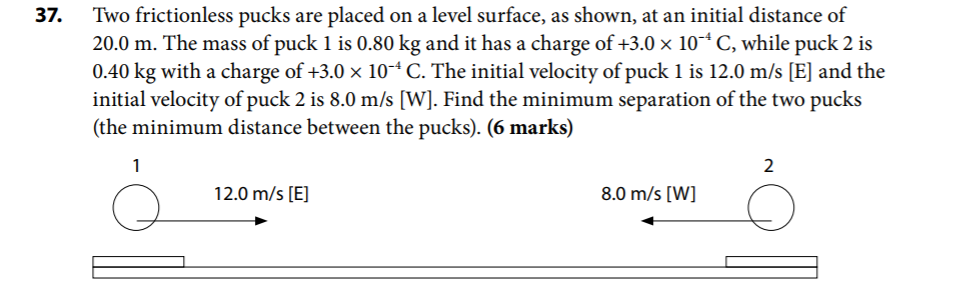 37. Two frictionless pucks are placed on a level surface, as shown, at an initial distance of
20.0 m. The mass of puck 1 is 0.80 kg and it has a charge of +3.0 × 10⁻⁴ C, while puck 2 is
0.40 kg with a charge of +3.0 × 10⁻⁴ C. The initial velocity of puck 1 is 12.0 m/s [E] and the
initial velocity of puck 2 is 8.0 m/s [W]. Find the minimum separation of the two pucks
(the minimum distance between the pucks). (6 marks)
1
2
12.0 m/s [E]
8.0 m/s [W]